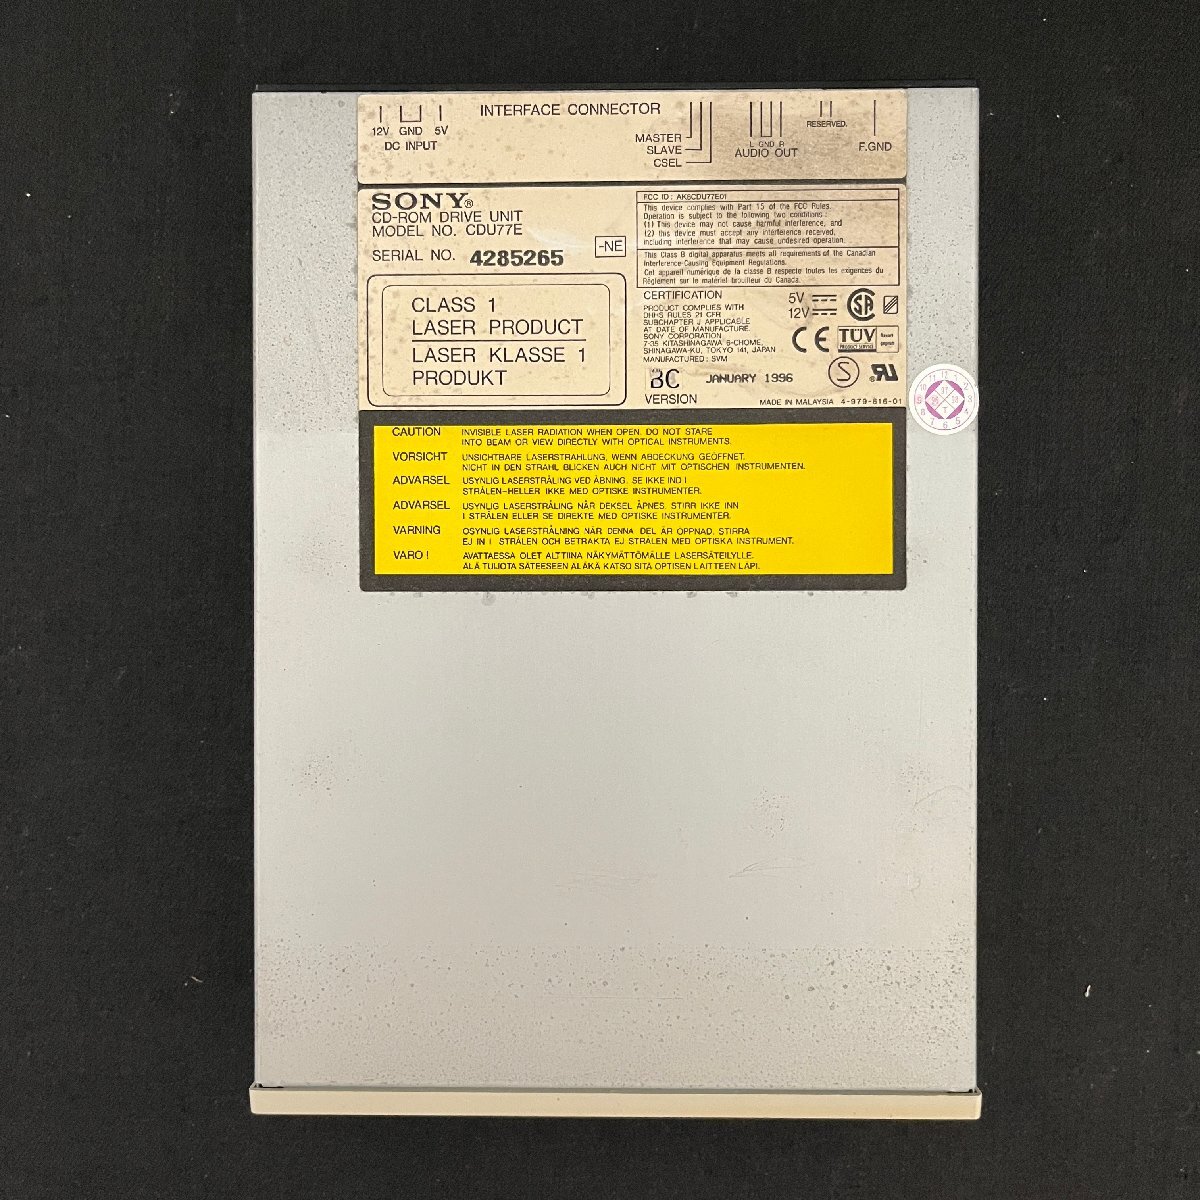 INTERFACE CONNECTOR
12V GND 5V
DC INPUT
MASTER
SLAVE
CSEL
L GND R
AUDIO OUT
RESERVED.
F.GND
SONY®
CD-ROM DRIVE UNIT
MODEL NO. CDU77E
-NE
SERIAL NO. 4285265
CLASS 1
LASER PRODUCT
LASER KLASSE 1
PRODUKT
FCC ID : AK8CDU77E01
This device complies with Part 15 of the FCC Rules.
Operation is subject to the following two conditions :
(1) This device may not cause harmful interference, and
(2) this device must accept any interference received,
including interference that may cause undesired operation.
This Class B digital apparatus meets all requirements of the Canadian
Interference-Causing Equipment Regulations.
Cet appareil numérique de la classe B respecte toutes les exigences du
Règlement sur le matériel brouilleur du Canada.
CERTIFICATION
PRODUCT COMPLIES WITH
DHHS RULES 21 CFR
SUBCHAPTER J APPLICABLE
AT DATE OF MANUFACTURE.
SONY CORPORATION
7-35 KITASHINAGAWA 6-CHOME,
SHINAGAWA-KU, TOKYO 141, JAPAN
MANUFACTURED : SVM
5V
12V
CE
TÜV
PRODUCT SERVICE
S
BC JANUARY 1996
VERSION
MADE IN MALAYSIA 4-979-816-01
CAUTION INVISIBLE LASER RADIATION WHEN OPEN. DO NOT STARE
INTO BEAM OR VIEW DIRECTLY WITH OPTICAL INSTRUMENTS.
VORSICHT UNSICHTBARE LASERSTRAHLUNG, WENN ABDECKUNG GEÖFFNET.
NICHT IN DEN STRAHL BLICKEN AUCH NICHT MIT OPTISCHEN INSTRUMENTEN.
ADVARSEL USYNLIG LASERSTRÅLING VED ÅBNING. SE IKKE IND I
STRÅLEN-HELLER IKKE MED OPTISKE INSTRUMENTER.
ADVARSEL USYNLIG LASERSTRÅLING NÅR DEKSEL ÅPNES. STIRR IKKE INN
I STRÅLEN ELLER SE DIREKTE MED OPTISKE INSTRUMENTER.
VARNING OSYNLIG LASERSTRÅLNING NÄR DENNA DEL ÄR ÖPPNAD. STIRRA
EJ IN I STRÅLEN OCH BETRAKTA EJ STRÅLEN MED OPTISKA INSTRUMENT.
VARO ! AVATTAESSA OLET ALTTIINA NÄKYMÄTTÖMÄLLE LASERSÄTEILYLLE.
ÄLÄ TUIJOTA SÄTEESEEN ÄLÄKÄ KATSO SITÄ OPTISEN LAITTEEN LÄPI.